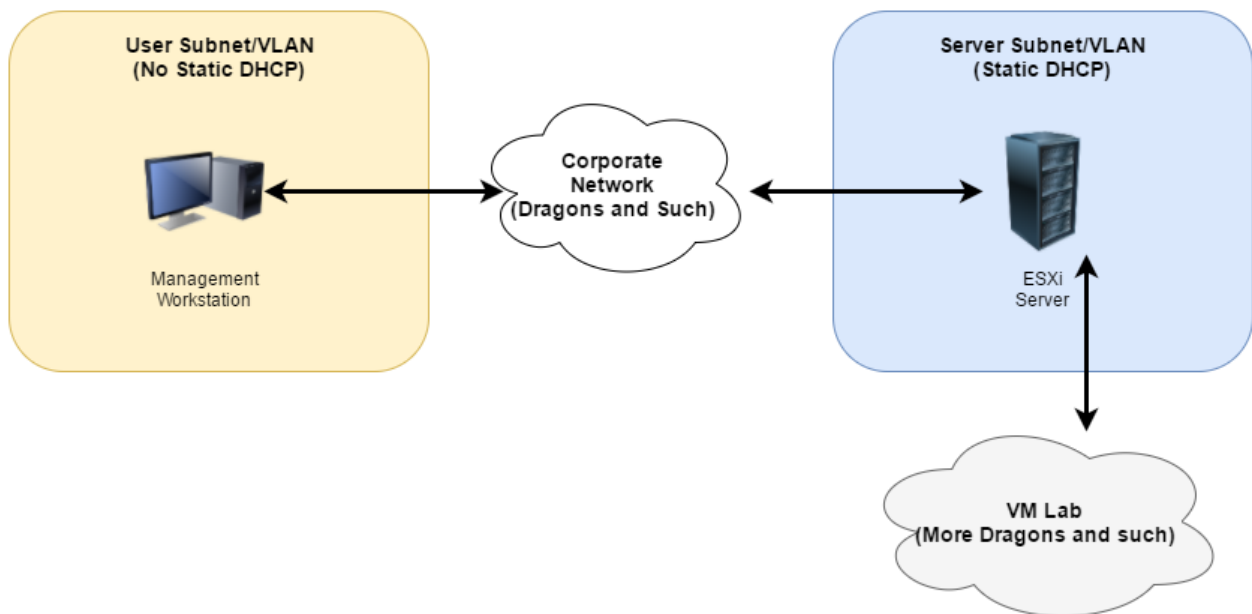 User Subnet/VLAN
(No Static DHCP)
Management
Workstation
Corporate
Network
(Dragons and Such)
Server Subnet/VLAN
(Static DHCP)
ESXi
Server
VM Lab
(More Dragons and such)